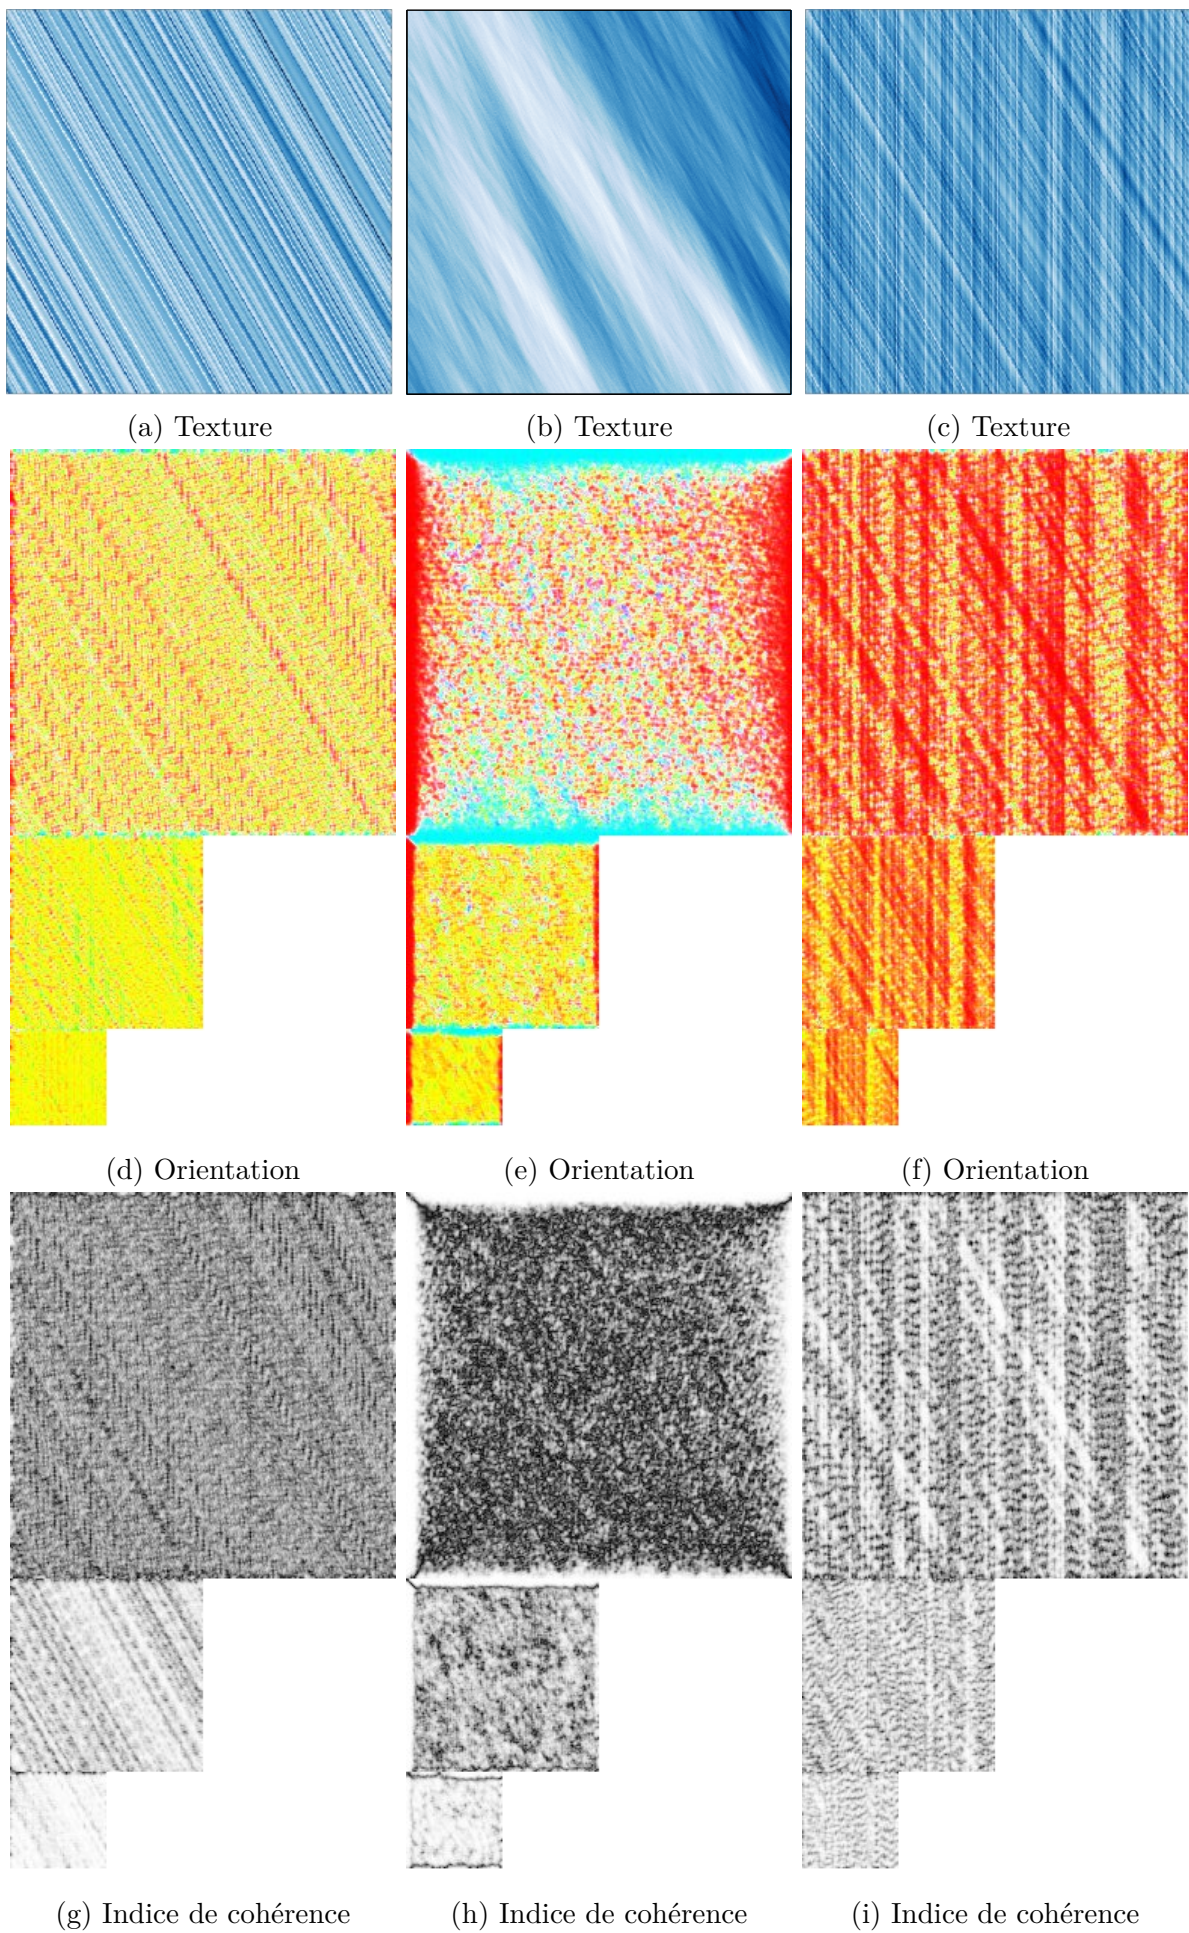 (a) Texture
(b) Texture
(c) Texture
(d) Orientation
(e) Orientation
(f) Orientation
(g) Indice de cohérence
(h) Indice de cohérence
(i) Indice de cohérence